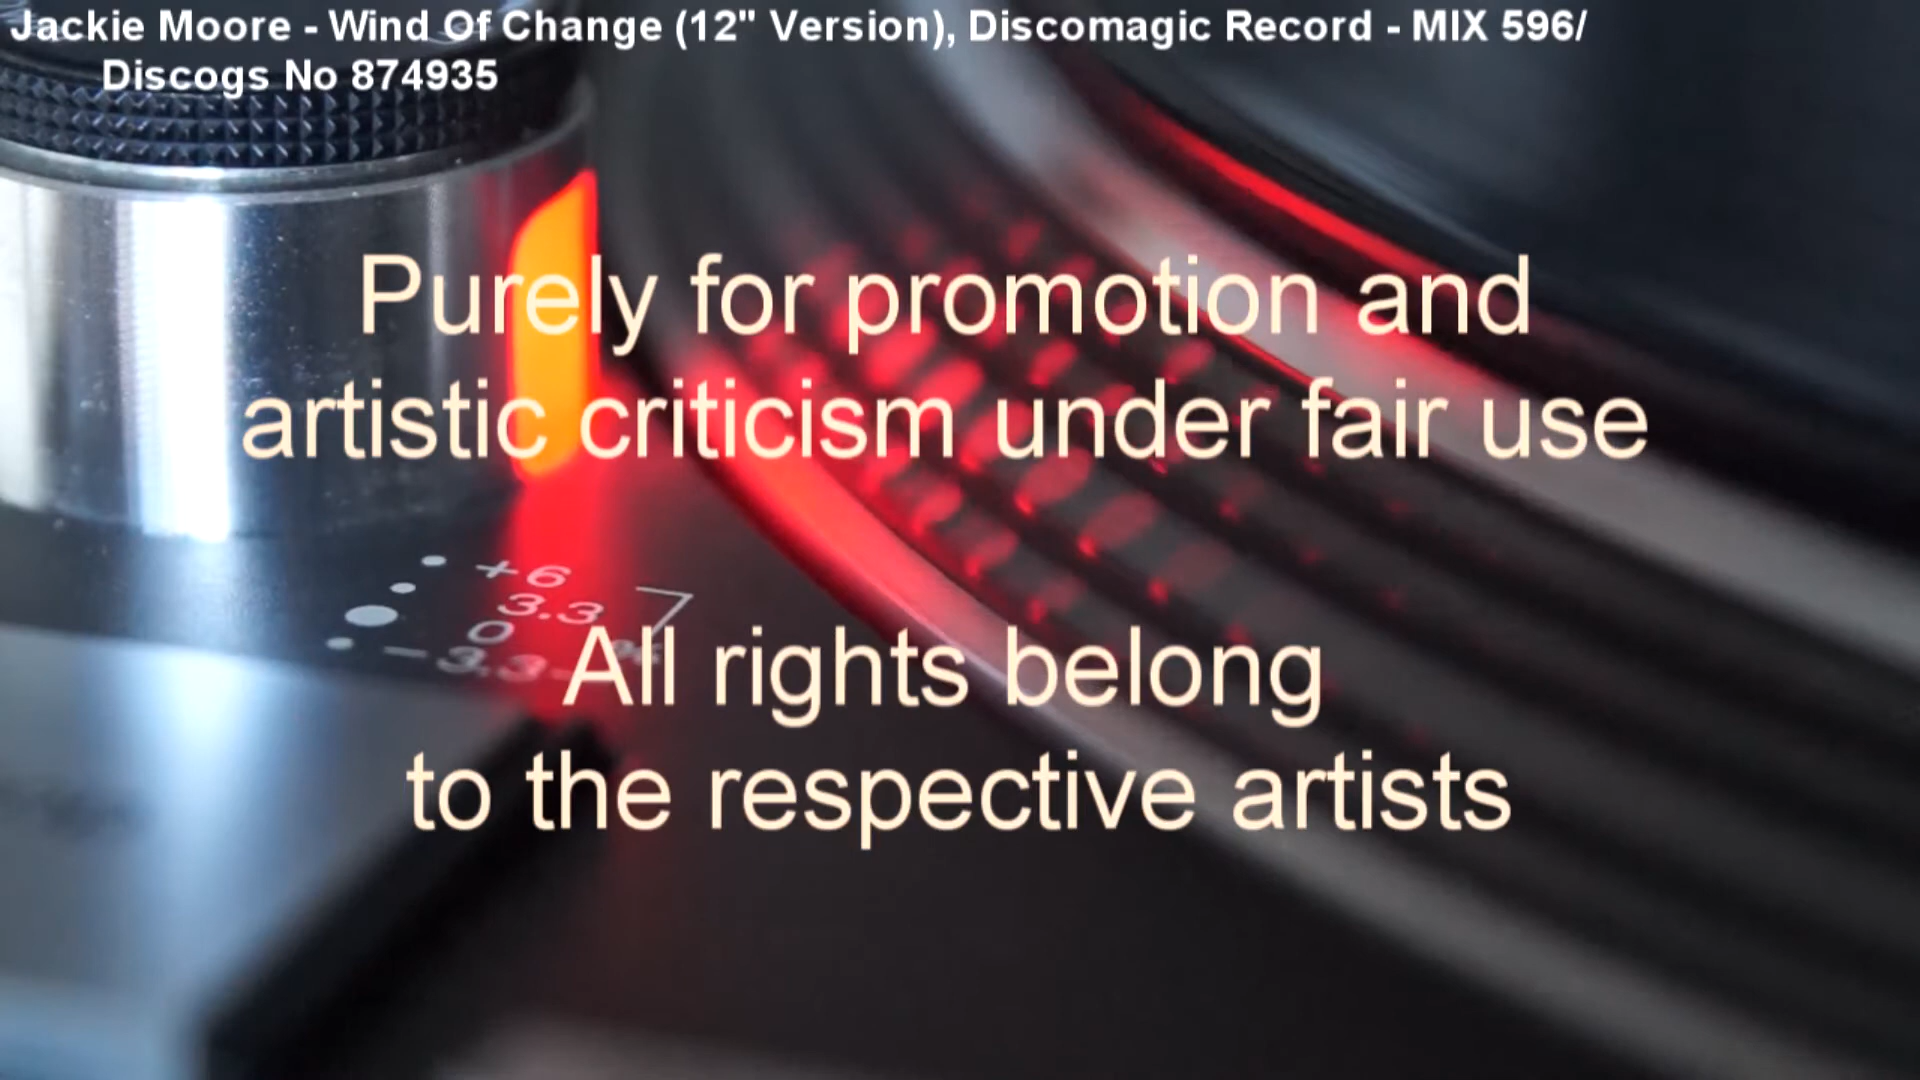 Jackie Moore - Wind Of Change (12" Version), Discomagic Record - MIX 596/
Discogs No 874935
Purely for promotion and
artistic criticism under fair use
+6
3.3
0
-3.3
All rights belong
to the respective artists